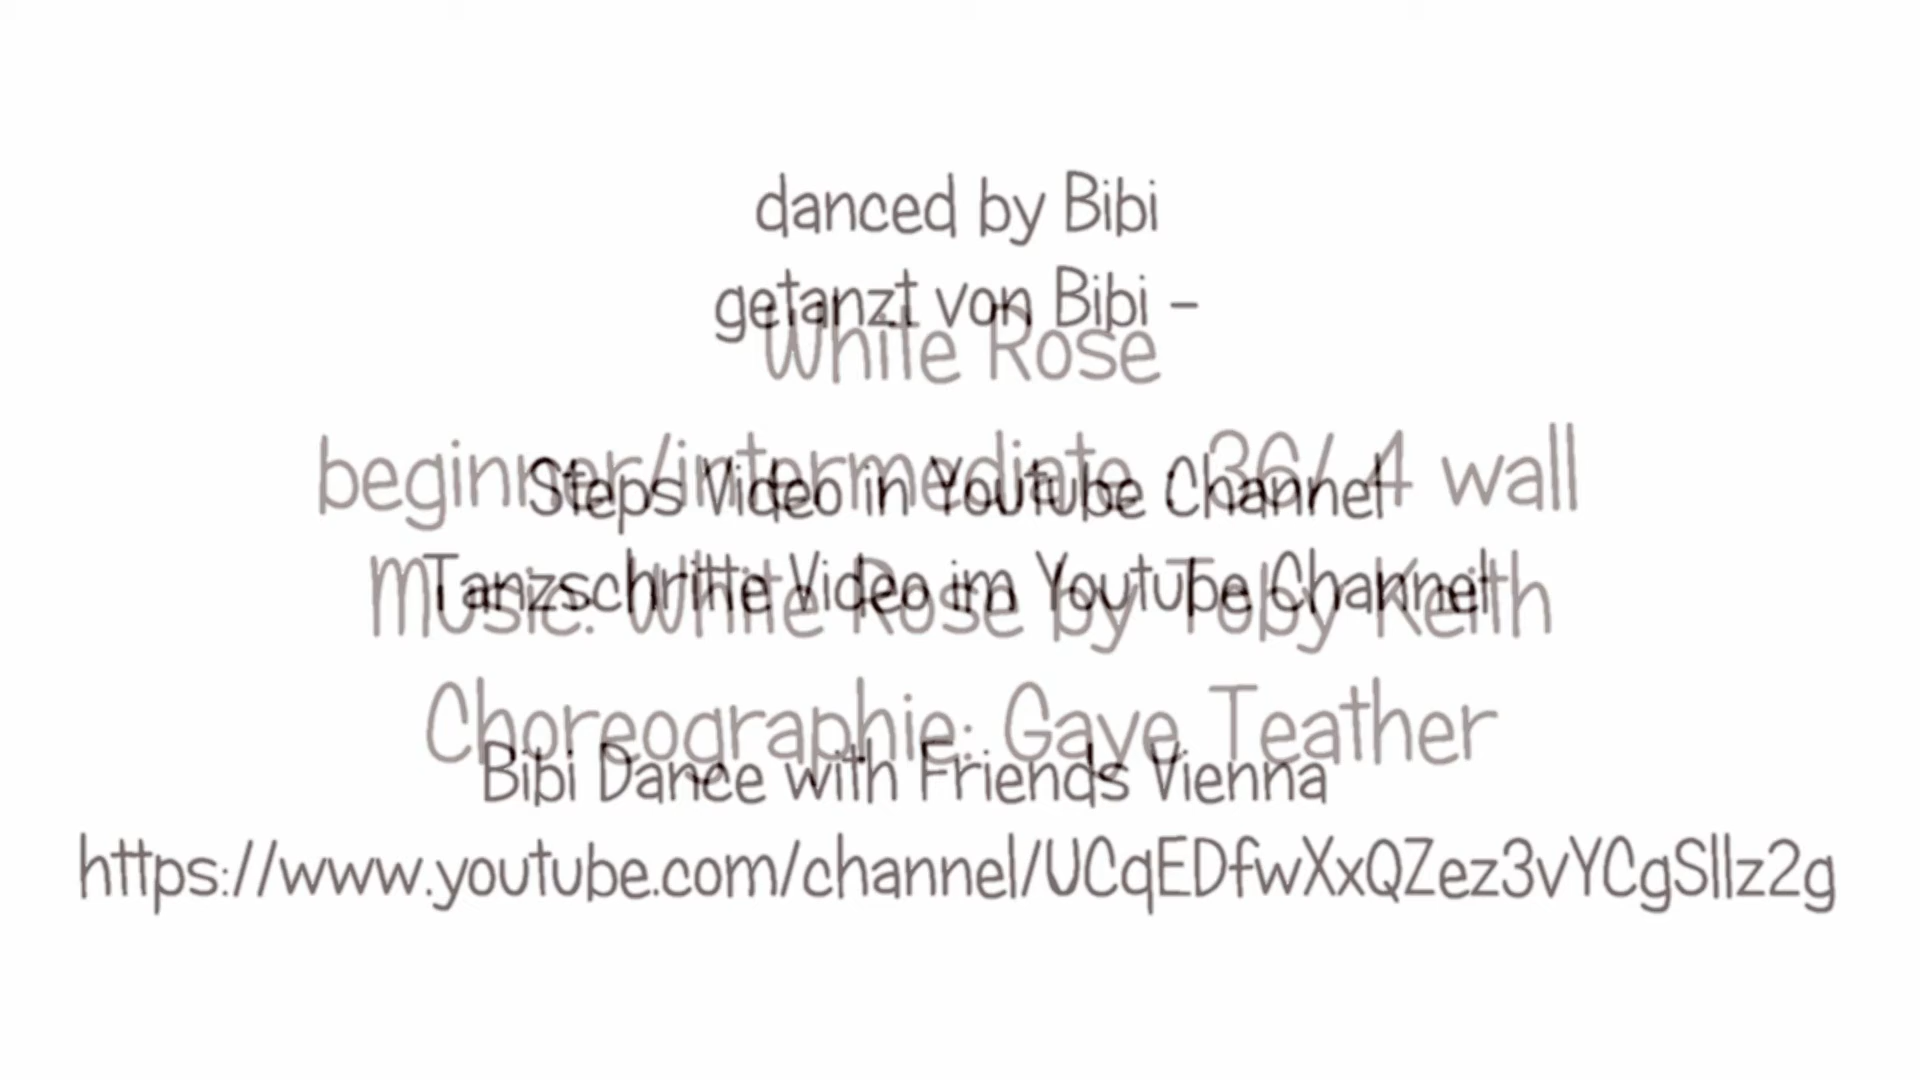 danced by Bibi
getanzt von Bibi -
White Rose
beginner/intermediate : 36/ 4 wall
Steps Video in Youtube Channel
Tanzschritte Video im Youtube Channel
Music: White Rose by Toby Keith
Choreographie: Gaye Teather
Bibi Dance with Friends Vienna
https://www.youtube.com/channel/UCqEDfwXxQZez3vYCgSllz2g